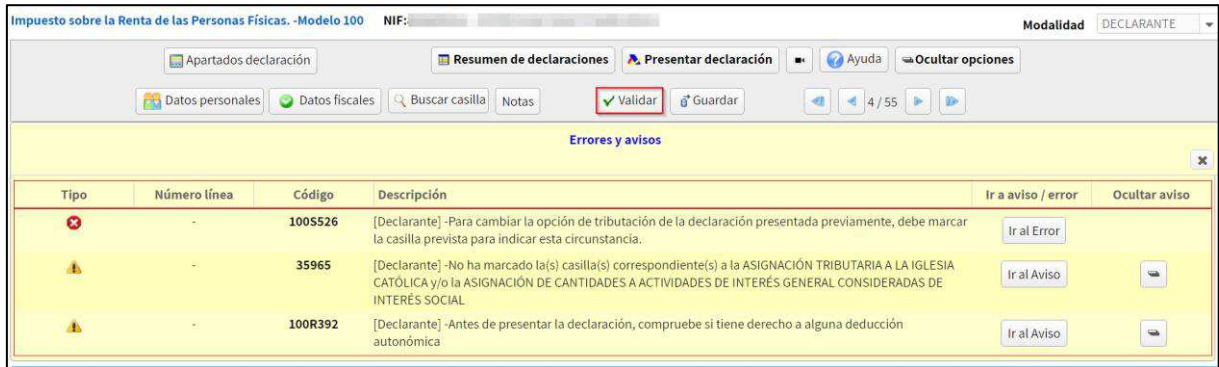 Impuesto sobre la Renta de las Personas Físicas. -Modelo 100 NIF: Modalidad DECLARANTE
Apartados declaración Resumen de declaraciones Presentar declaración Ayuda Ocultar opciones
Datos personales Datos fiscales Buscar casilla Notas Validar Guardar 4 / 55
Errores y avisos
Tipo Número línea Código Descripción Ir a aviso / error Ocultar aviso
- 100S526 [Declarante] -Para cambiar la opción de tributación de la declaración presentada previamente, debe marcar
la casilla prevista para indicar esta circunstancia. Ir al Error
- 35965 [Declarante] -No ha marcado la(s) casilla(s) correspondiente(s) a la ASIGNACIÓN TRIBUTARIA A LA IGLESIA
CATÓLICA y/o la ASIGNACIÓN DE CANTIDADES A ACTIVIDADES DE INTERÉS GENERAL CONSIDERADAS DE
INTERÉS SOCIAL Ir al Aviso
- 100R392 [Declarante] -Antes de presentar la declaración, compruebe si tiene derecho a alguna deducción
autonómica Ir al Aviso